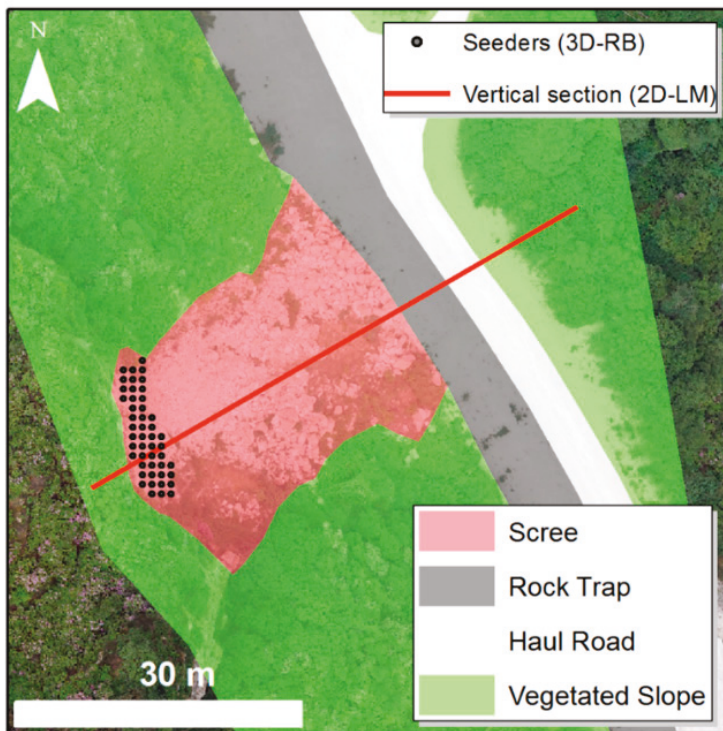 N
Seeders (3D-RB)
Vertical section (2D-LM)
30 m
Scree
Rock Trap
Haul Road
Vegetated Slope